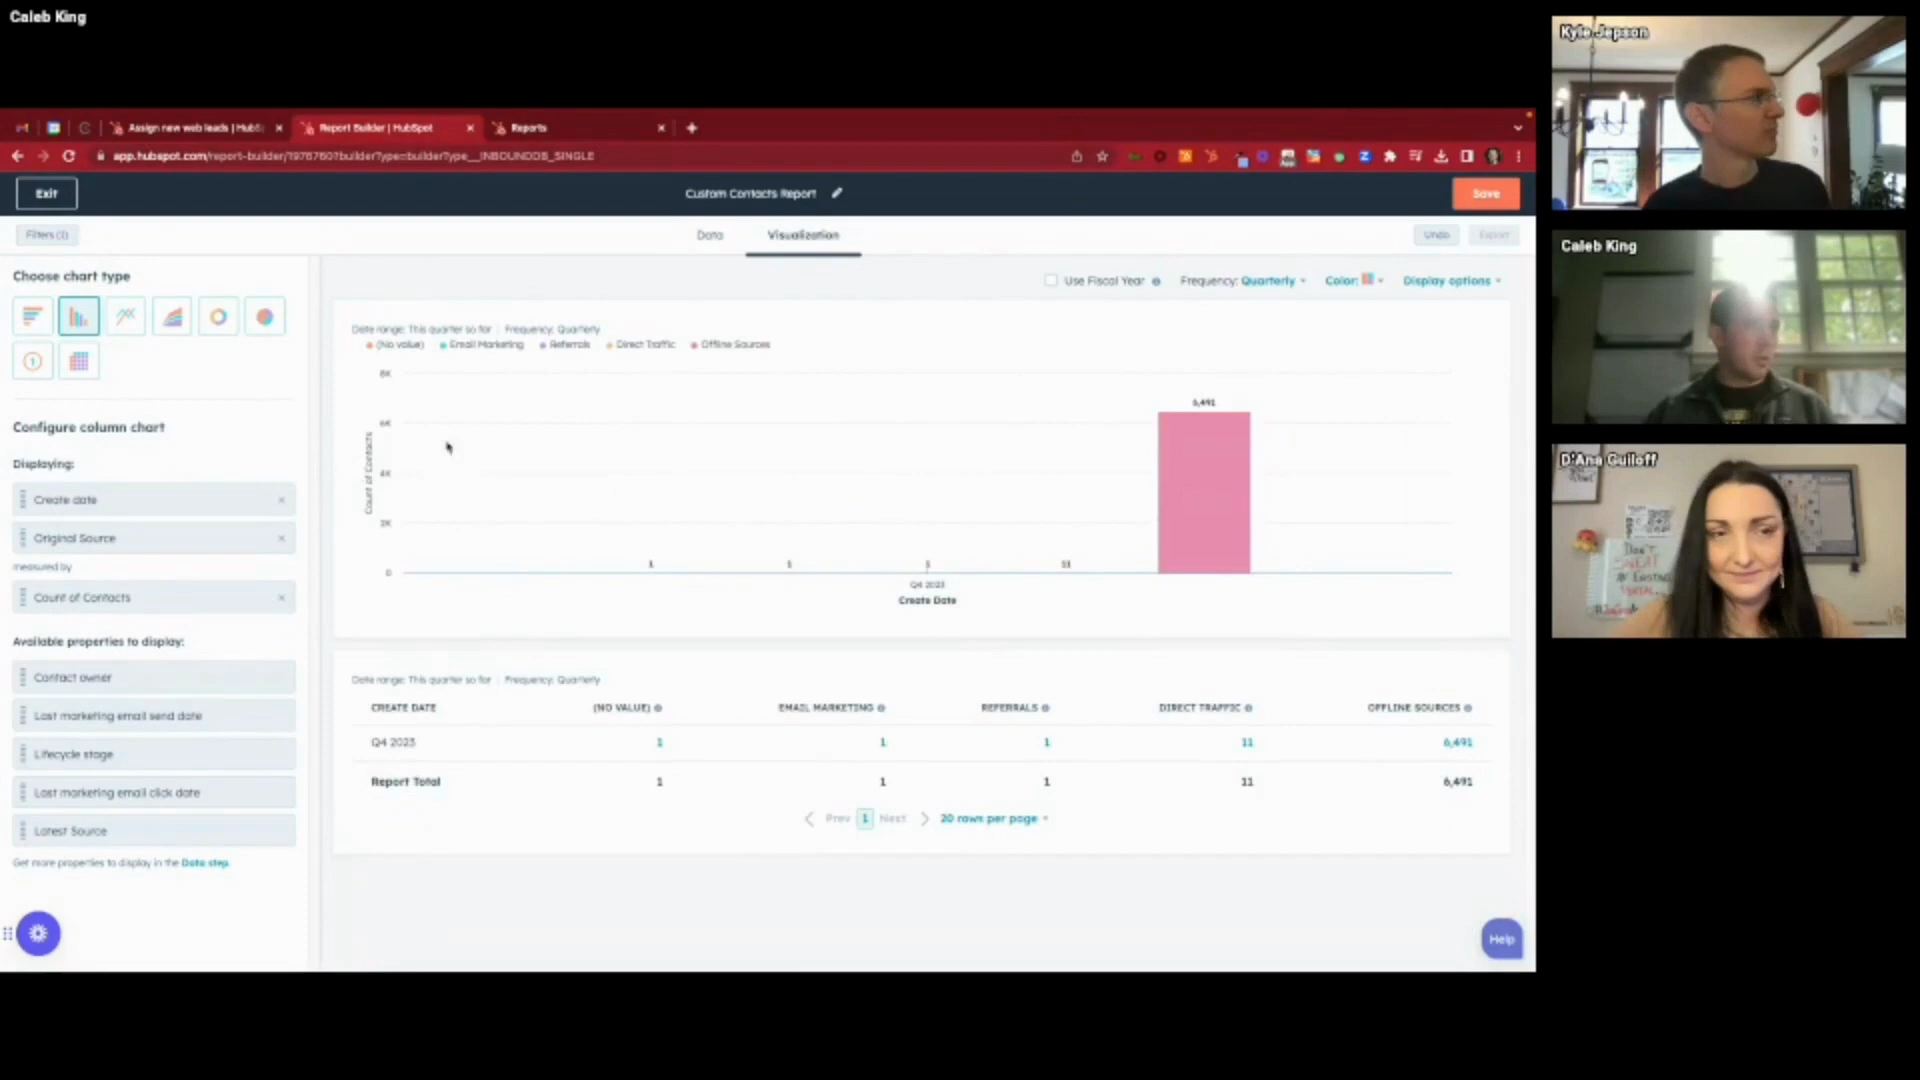 Caleb King
Assign new web leads | HubS
Report Builder | HubSpot
Reports
app.hubspot.com/report-builder/1976760?builderType=builderType__INBOUNDDB_SINGLE
Exit
Custom Contacts Report
Save
Filters (1)
Data
Visualization
Undo
Export
Choose chart type
Use Fiscal Year
Frequency: Quarterly
Color:
Display options
Date range: This quarter so far | Frequency: Quarterly
(No value)
Email Marketing
Referrals
Direct Traffic
Offline Sources
8K
6K
4K
2K
0
Count of Contacts
1
1
1
11
6,491
Q4 2023
Create Date
Configure column chart
Displaying:
Create date
Original Source
measured by
Count of Contacts
Available properties to display:
Contact owner
Last marketing email send date
Lifecycle stage
Last marketing email click date
Latest Source
Get more properties to display in the Data step.
Date range: This quarter so far | Frequency: Quarterly
CREATE DATE (NO VALUE) EMAIL MARKETING REFERRALS DIRECT TRAFFIC OFFLINE SOURCES
Q4 2023 1 1 1 11 6,491
Report Total 1 1 1 11 6,491
Prev 1 Next 20 rows per page
Help
Kyle Jepson
Caleb King
D'Ana Guiloff
Don't
SWEAT